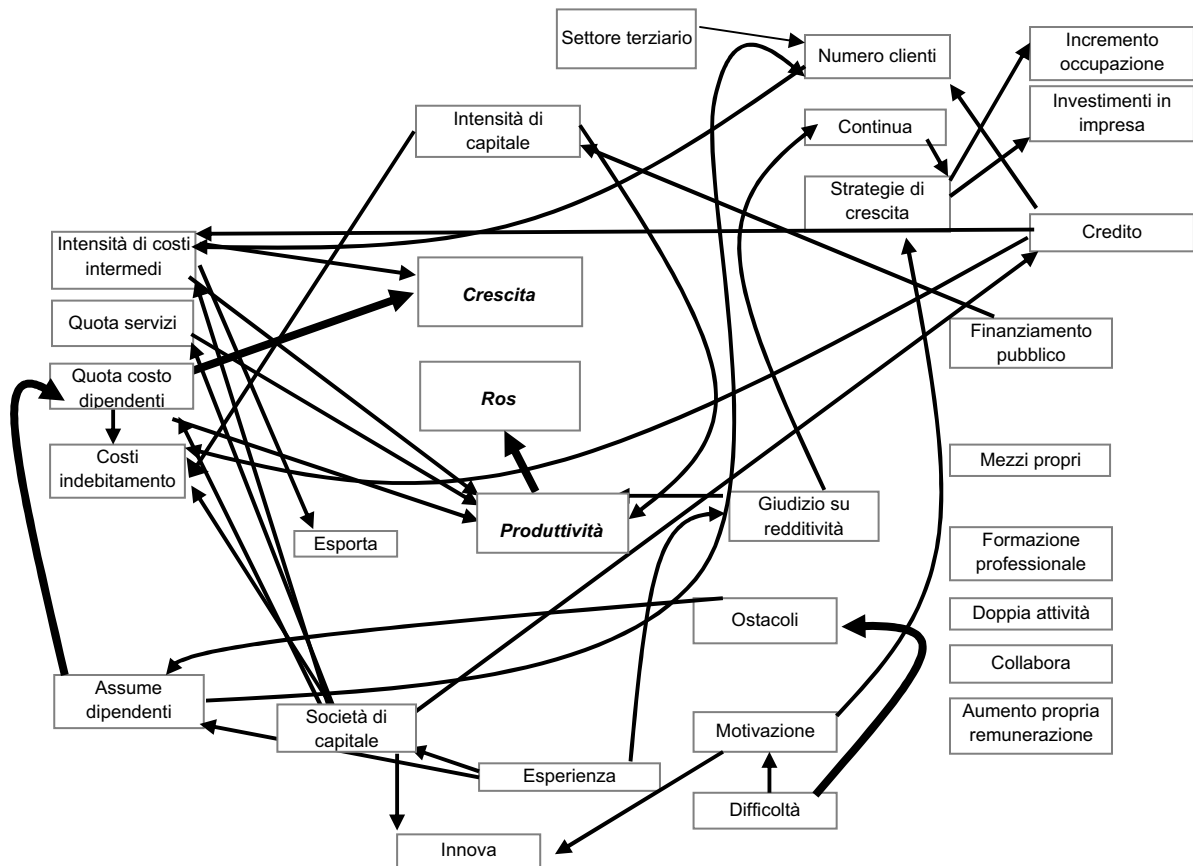 Settore terziario
Numero clienti
Incremento
occupazione
Investimenti in
impresa
Intensità di
capitale
Continua
Strategie di
crescita
Credito
Intensità di costi
intermedi
Crescita
Quota servizi
Finanziamento
pubblico
Quota costo
dipendenti
Ros
Costi
indebitamento
Mezzi propri
Produttività
Giudizio su
redditività
Esporta
Formazione
professionale
Ostacoli
Doppia attività
Collabora
Assume
dipendenti
Società di
capitale
Motivazione
Aumento propria
remunerazione
Esperienza
Difficoltà
Innova